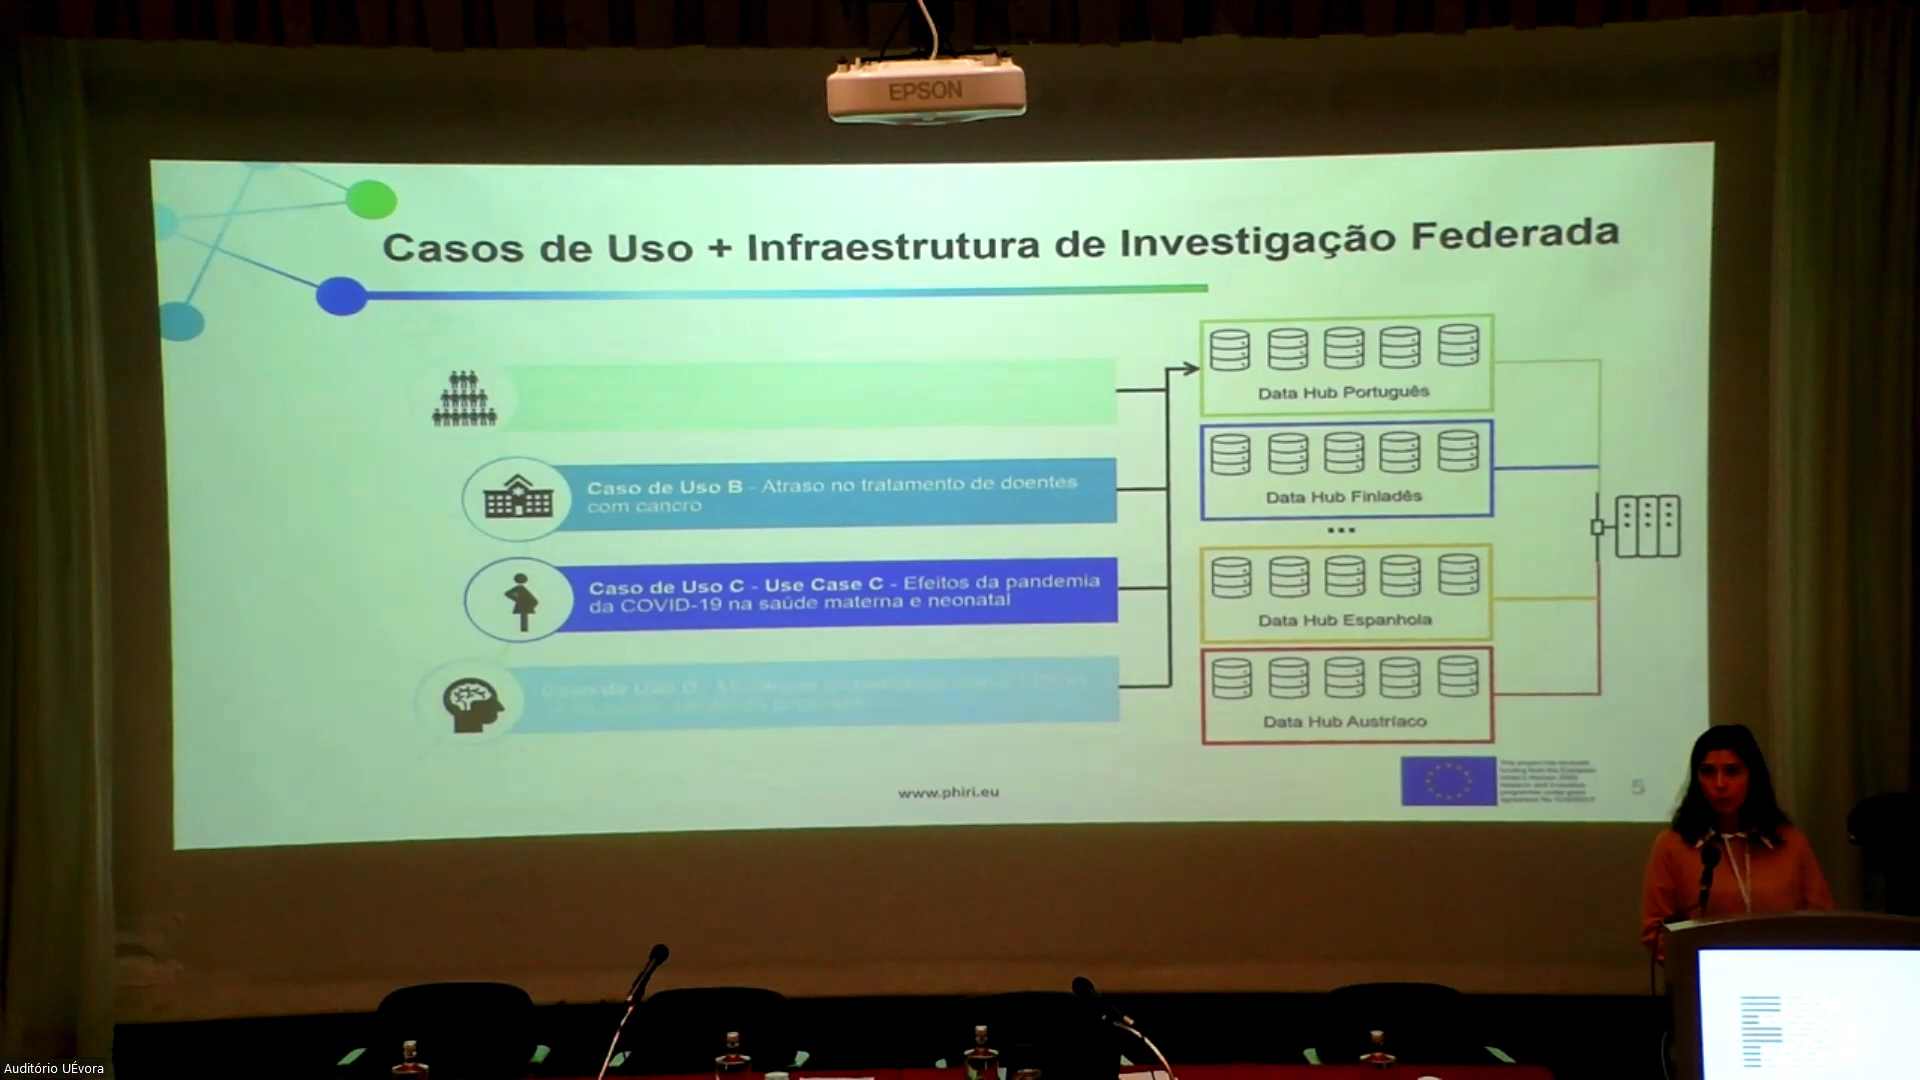 EPSON
Casos de Uso + Infraestrutura de Investigação Federada
Caso de Uso B - Atraso no tratamento de doentes
com cancro
Caso de Uso C - Use Case C - Efeitos da pandemia
da COVID-19 na saúde materna e neonatal
Data Hub Português
Data Hub Finladês
...
Data Hub Espanhola
Data Hub Austríaco
www.phiri.eu
5
Auditório UÉvora